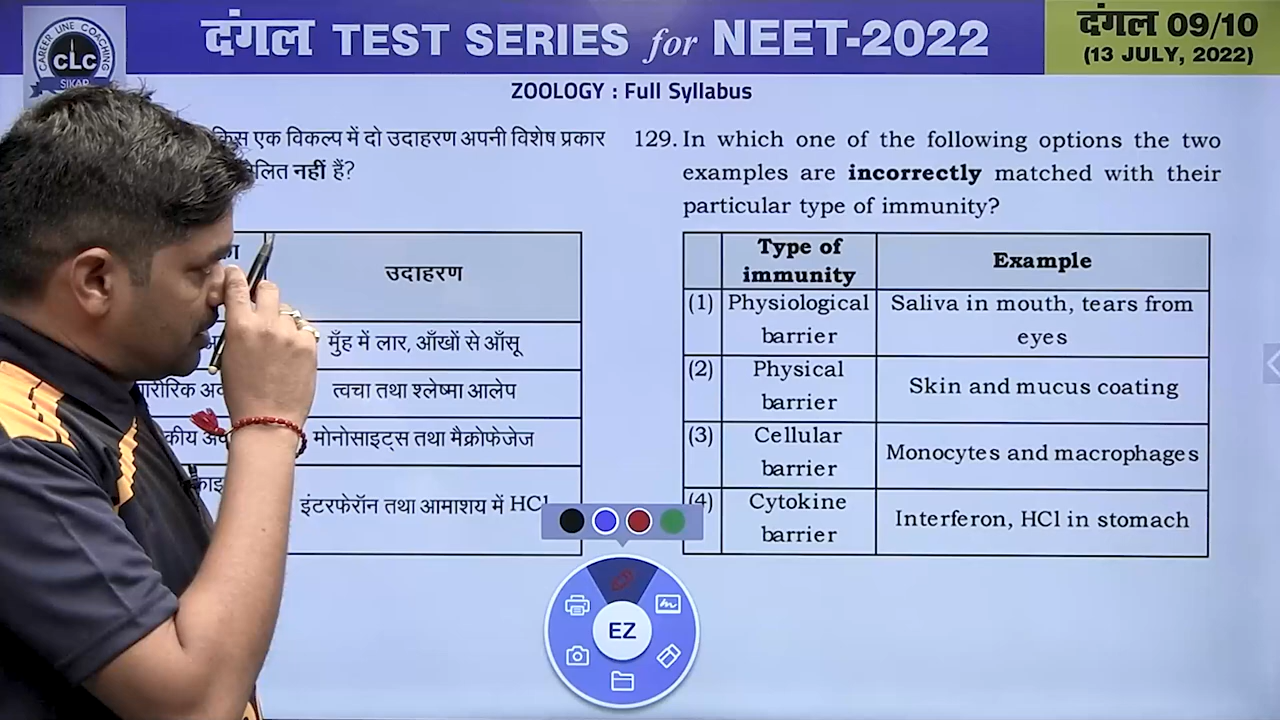 CAREER LINE COACHING
CLC
SIKAR
दंगल TEST SERIES for NEET-2022
दंगल 09/10
(13 JULY, 2022)
ZOOLOGY : Full Syllabus
किस एक विकल्प में दो उदाहरण अपनी विशेष प्रकार
नहीं हैं?
उदाहरण
मुँह में लार, आँखों से आँसू
त्वचा तथा श्लेष्मा आलेप
मोनोसाइट्स तथा मैक्रोफेजेज
इंटरफेरॉन तथा आमाशय में HCl
129. In which one of the following options the two
examples are incorrectly matched with their
particular type of immunity?
Type of immunity Example
(1) Physiological barrier Saliva in mouth, tears from eyes
(2) Physical barrier Skin and mucus coating
(3) Cellular barrier Monocytes and macrophages
(4) Cytokine barrier Interferon, HCl in stomach
EZ